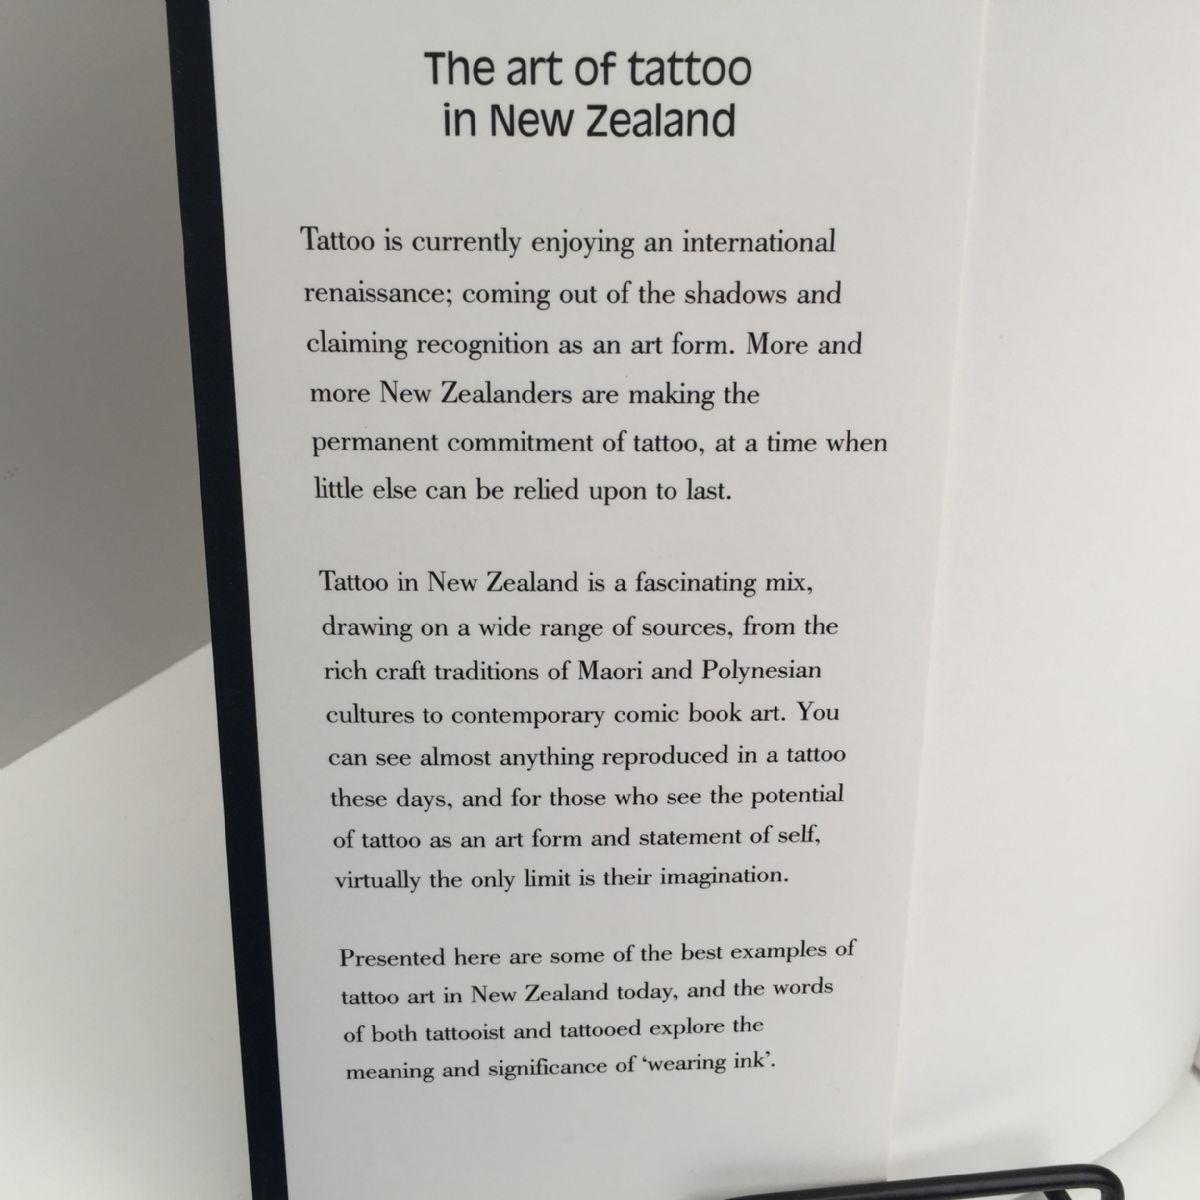 The art of tattoo
in New Zealand
Tattoo is currently enjoying an international
renaissance; coming out of the shadows and
claiming recognition as an art form. More and
more New Zealanders are making the
permanent commitment of tattoo, at a time when
little else can be relied upon to last.
Tattoo in New Zealand is a fascinating mix,
drawing on a wide range of sources, from the
rich craft traditions of Maori and Polynesian
cultures to contemporary comic book art. You
can see almost anything reproduced in a tattoo
these days, and for those who see the potential
of tattoo as an art form and statement of self,
virtually the only limit is their imagination.
Presented here are some of the best examples of
tattoo art in New Zealand today, and the words
of both tattooist and tattooed explore the
meaning and significance of ‘wearing ink’.